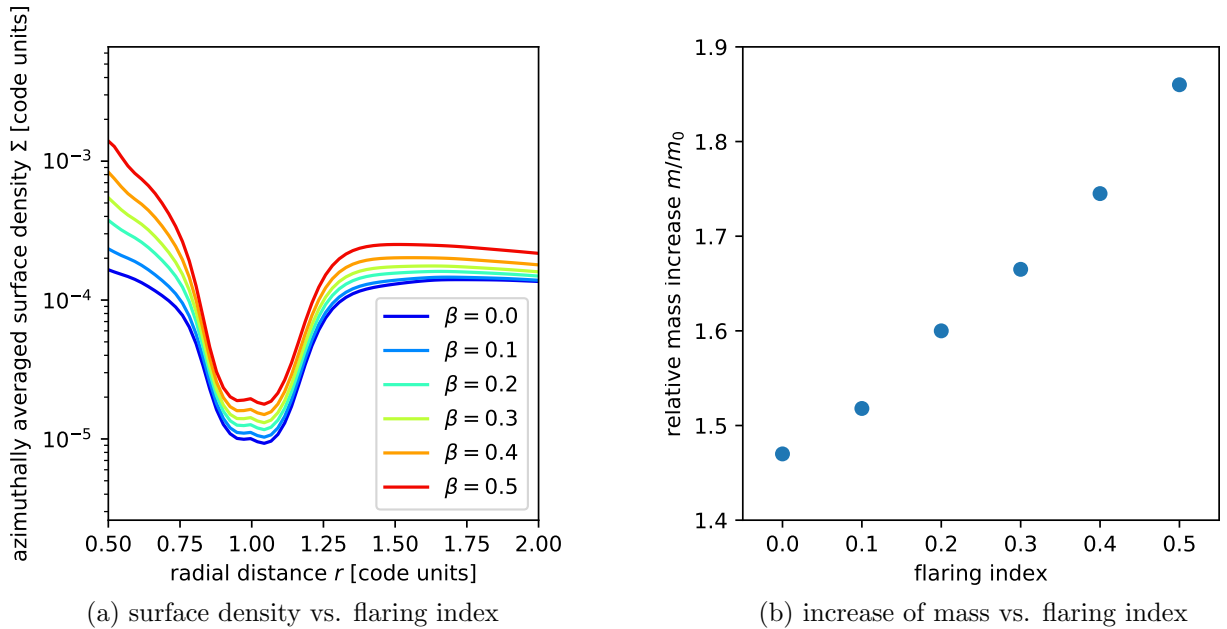 azimuthally averaged surface density Σ [code units]
10⁻³
10⁻⁴
10⁻⁵
β = 0.0
β = 0.1
β = 0.2
β = 0.3
β = 0.4
β = 0.5
0.50 0.75 1.00 1.25 1.50 1.75 2.00
radial distance r [code units]
(a) surface density vs. flaring index
relative mass increase m/m₀
1.9
1.8
1.7
1.6
1.5
1.4
0.0 0.1 0.2 0.3 0.4 0.5
flaring index
(b) increase of mass vs. flaring index